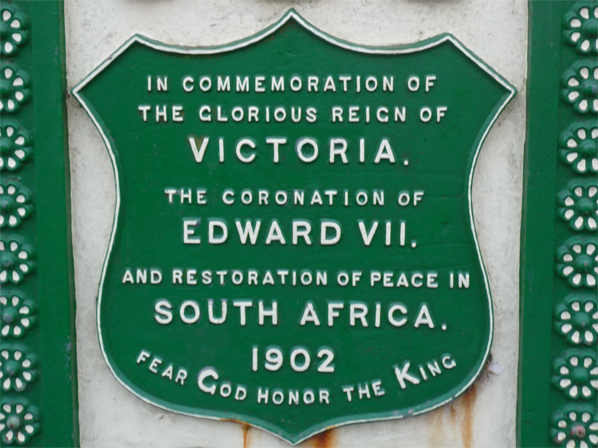 IN COMMEMORATION OF
THE GLORIOUS REIGN OF
VICTORIA.
THE CORONATION OF
EDWARD VII.
AND RESTORATION OF PEACE IN
SOUTH AFRICA.
1902
FEAR GOD HONOR THE KING